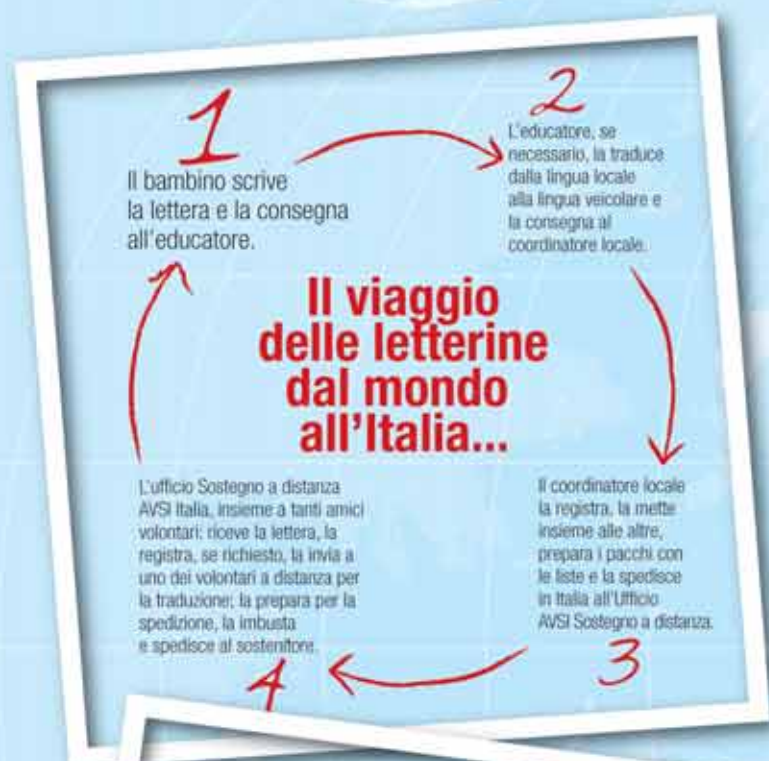 1
Il bambino scrive
la lettera e la consegna
all'educatore.
2
L'educatore, se
necessario, la traduce
dalla lingua locale
alla lingua veicolare e
la consegna al
coordinatore locale.
Il viaggio
delle letterine
dal mondo
all'Italia...
Il coordinatore locale
la registra, la mette
insieme alle altre,
prepara i pacchi con
le liste e la spedisce
in Italia all'Ufficio
AVSI Sostegno a distanza.
3
L'ufficio Sostegno a distanza
AVSI Italia, insieme a tanti amici
volontari: riceve la lettera, la
registra, se richiesto, la invia a
uno dei volontari a distanza per
la traduzione; la prepara per la
spedizione, la imbusta
e spedisce al sostenitore.
4